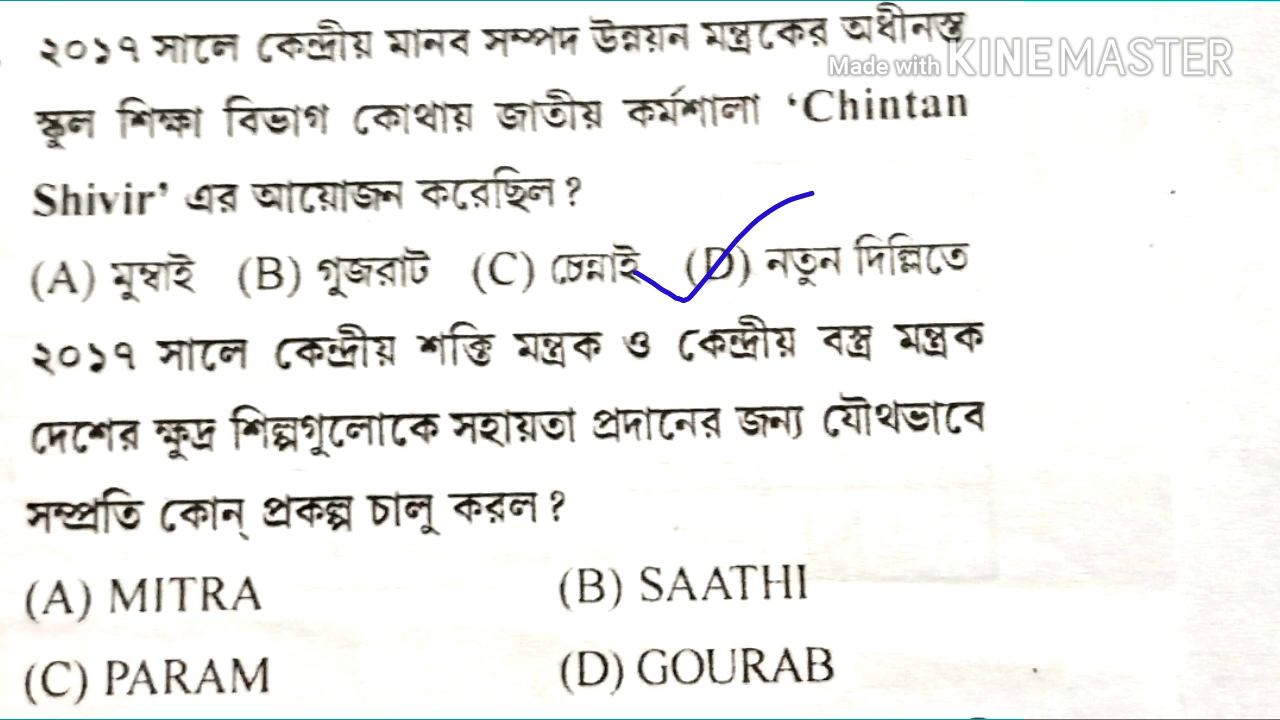 ২০১৭ সালে কেন্দ্রীয় মানব সম্পদ উন্নয়ন মন্ত্রকের অধীনস্ত
Made with KINEMASTER
স্কুল শিক্ষা বিভাগ কোথায় জাতীয় কর্মশালা ‘Chintan
Shivir’ এর আয়োজন করেছিল ?
(A) মুম্বাই (B) গুজরাট (C) চেন্নাই (D) নতুন দিল্লিতে
২০১৭ সালে কেন্দ্রীয় শক্তি মন্ত্রক ও কেন্দ্রীয় বস্ত্র মন্ত্রক
দেশের ক্ষুদ্র শিল্পগুলোকে সহায়তা প্রদানের জন্য যৌথভাবে
সম্প্রতি কোন্ প্রকল্প চালু করল ?
(A) MITRA (B) SAATHI
(C) PARAM (D) GOURAB